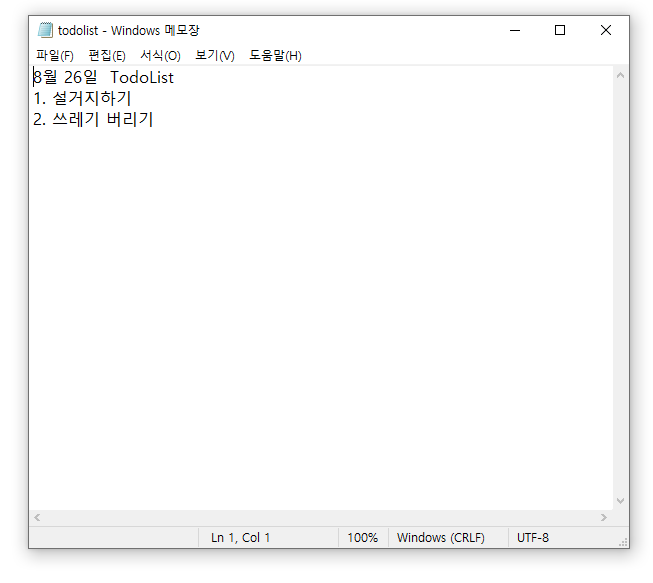 todolist - Windows 메모장
파일(F) 편집(E) 서식(O) 보기(V) 도움말(H)
8월 26일  TodoList
1. 설거지하기
2. 쓰레기 버리기
Ln 1, Col 1 100% Windows (CRLF) UTF-8